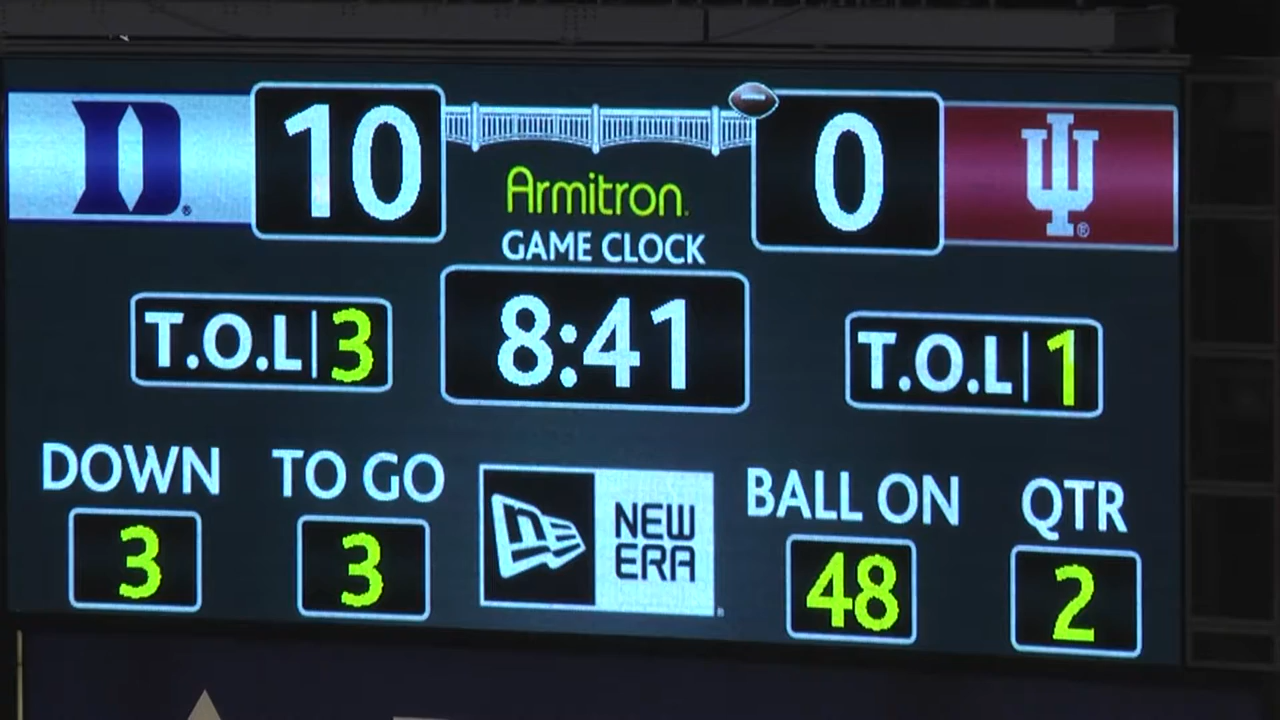 D
10
0
IU
Armitron
GAME CLOCK
8:41
T.O.L 3
T.O.L 1
DOWN
TO GO
BALL ON
QTR
3
3
NEW
ERA
48
2